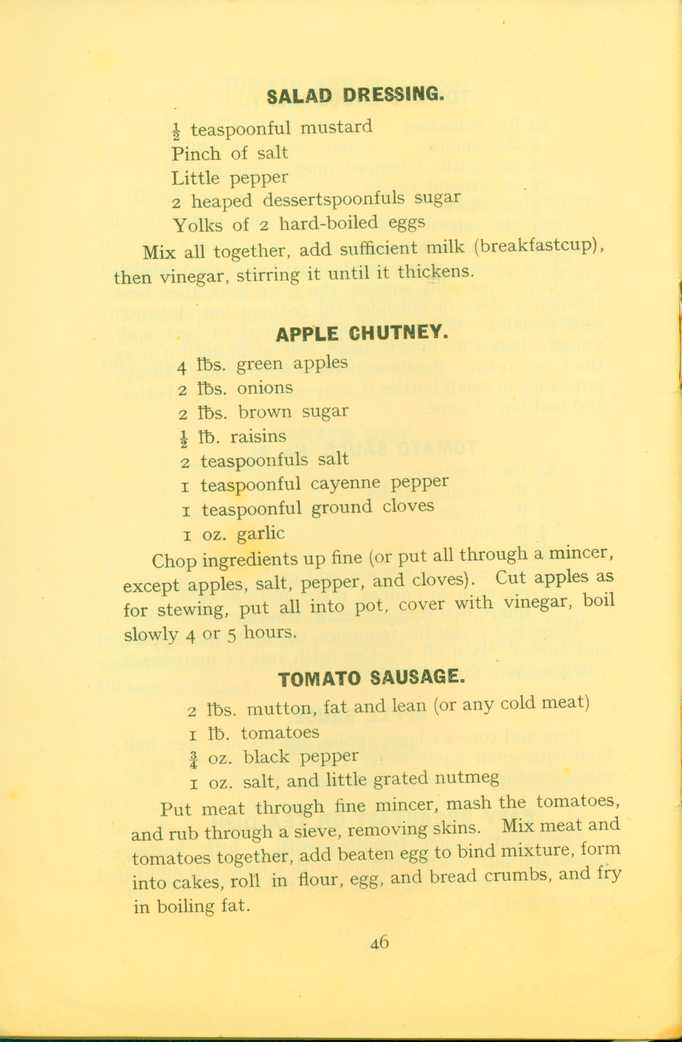 SALAD DRESSING.
½ teaspoonful mustard
Pinch of salt
Little pepper
2 heaped dessertspoonfuls sugar
Yolks of 2 hard-boiled eggs
Mix all together, add sufficient milk (breakfastcup),
then vinegar, stirring it until it thickens.
APPLE CHUTNEY.
4 lbs. green apples
2 lbs. onions
2 lbs. brown sugar
½ lb. raisins
2 teaspoonfuls salt
1 teaspoonful cayenne pepper
1 teaspoonful ground cloves
1 oz. garlic
Chop ingredients up fine (or put all through a mincer,
except apples, salt, pepper, and cloves). Cut apples as
for stewing, put all into pot, cover with vinegar, boil
slowly 4 or 5 hours.
TOMATO SAUSAGE.
2 lbs. mutton, fat and lean (or any cold meat)
1 lb. tomatoes
¾ oz. black pepper
1 oz. salt, and little grated nutmeg
Put meat through fine mincer, mash the tomatoes,
and rub through a sieve, removing skins. Mix meat and
tomatoes together, add beaten egg to bind mixture, form
into cakes, roll in flour, egg, and bread crumbs, and fry
in boiling fat.
46